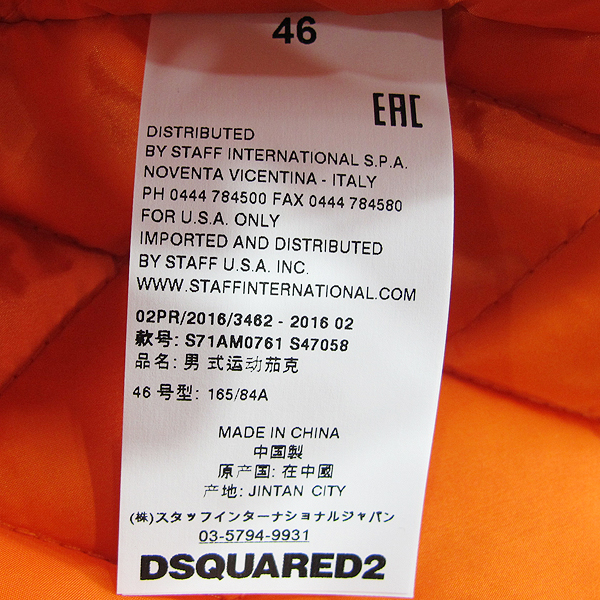 46
EAC
DISTRIBUTED
BY STAFF INTERNATIONAL S.P.A.
NOVENTA VICENTINA - ITALY
PH 0444 784500 FAX 0444 784580
FOR U.S.A. ONLY
IMPORTED AND DISTRIBUTED
BY STAFF U.S.A. INC.
WWW.STAFFINTERNATIONAL.COM
02PR/2016/3462 - 2016 02
款号: S71AM0761 S47058
品名: 男 式运动茄克
46 号型: 165/84A
MADE IN CHINA
中国製
原产国: 在中國
产地: JINTAN CITY
(株)スタッフインターナショナルジャパン
03-5794-9931
DSQUARED2